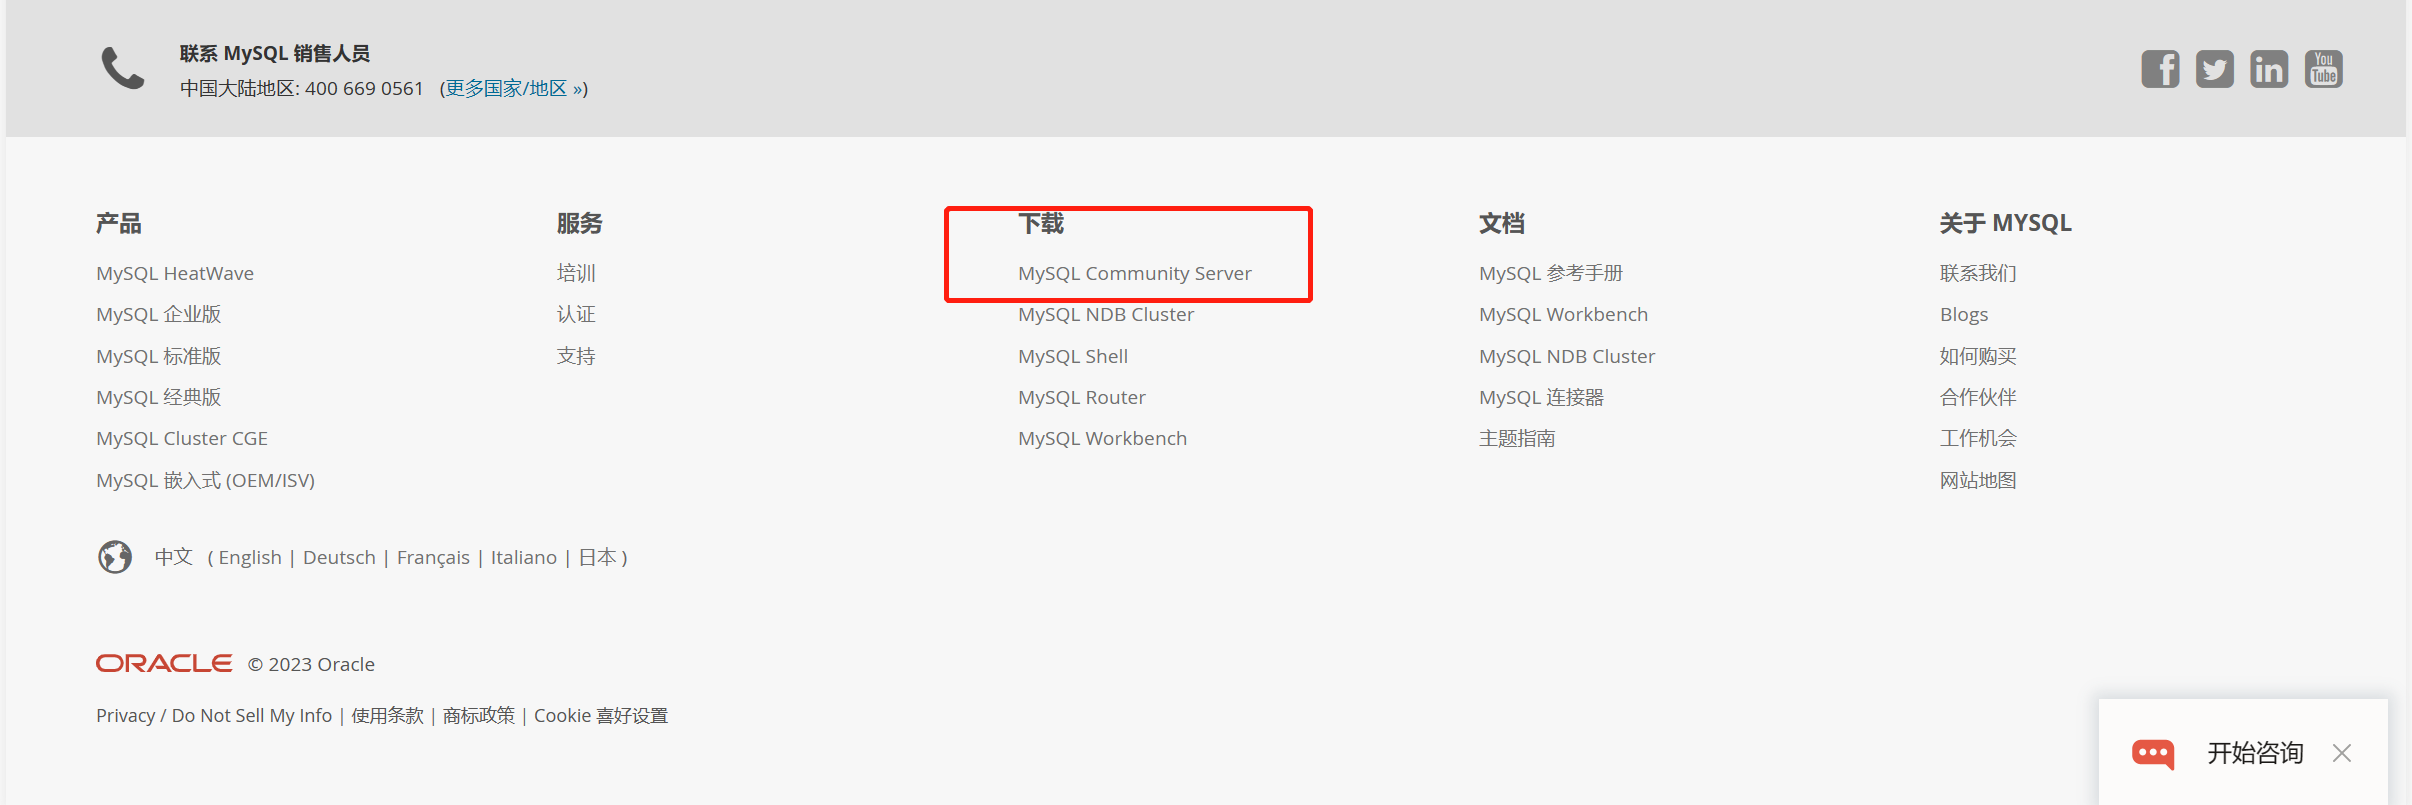 联系 MySQL 销售人员
中国大陆地区: 400 669 0561 (更多国家/地区 »)
You
Tube
产品
MySQL HeatWave
MySQL 企业版
MySQL 标准版
MySQL 经典版
MySQL Cluster CGE
MySQL 嵌入式 (OEM/ISV)
服务
培训
认证
支持
下载
MySQL Community Server
MySQL NDB Cluster
MySQL Shell
MySQL Router
MySQL Workbench
文档
MySQL 参考手册
MySQL Workbench
MySQL NDB Cluster
MySQL 连接器
主题指南
关于 MYSQL
联系我们
Blogs
如何购买
合作伙伴
工作机会
网站地图
中文 ( English | Deutsch | Français | Italiano | 日本 )
ORACLE © 2023 Oracle
Privacy / Do Not Sell My Info | 使用条款 | 商标政策 | Cookie 喜好设置
开始咨询